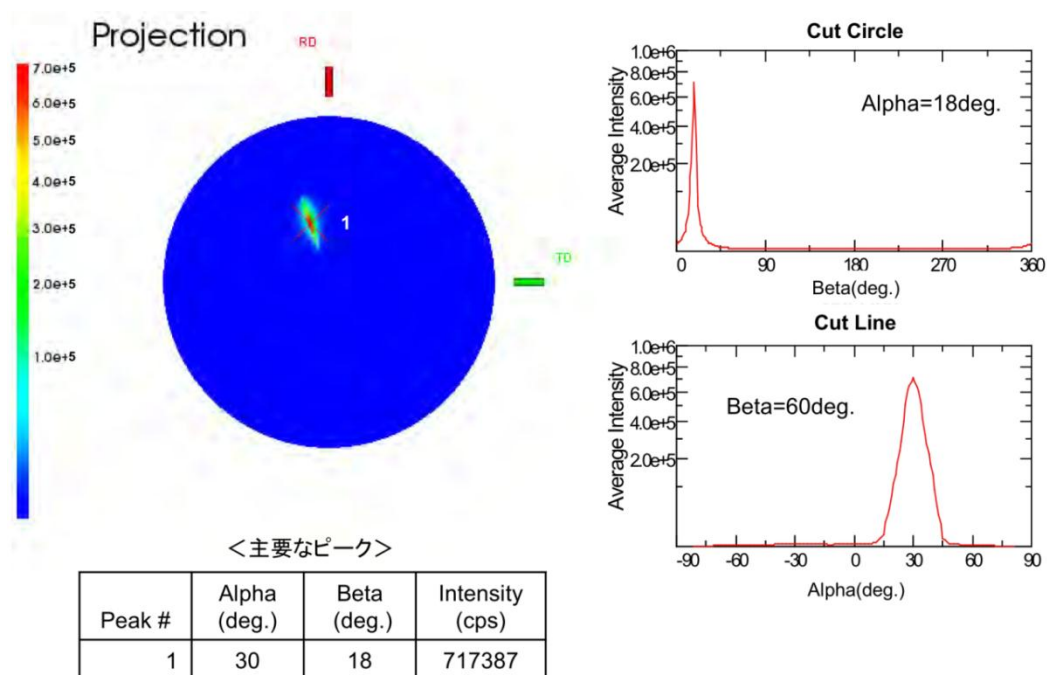 Projection
RD
7.0e+5
6.0e+5
5.0e+5
4.0e+5
3.0e+5
2.0e+5
1.0e+5
1
TD
Cut Circle
Average Intensity
1.0e+6
8.0e+5
6.0e+5
4.0e+5
2.0e+5
Alpha=18deg.
0 90 180 270 360
Beta(deg.)
Cut Line
Average Intensity
1.0e+6
8.0e+5
6.0e+5
4.0e+5
2.0e+5
Beta=60deg.
-90 -60 -30 0 30 60 90
Alpha(deg.)
<主要なピーク>
Peak # Alpha (deg.) Beta (deg.) Intensity (cps)
1 30 18 717387